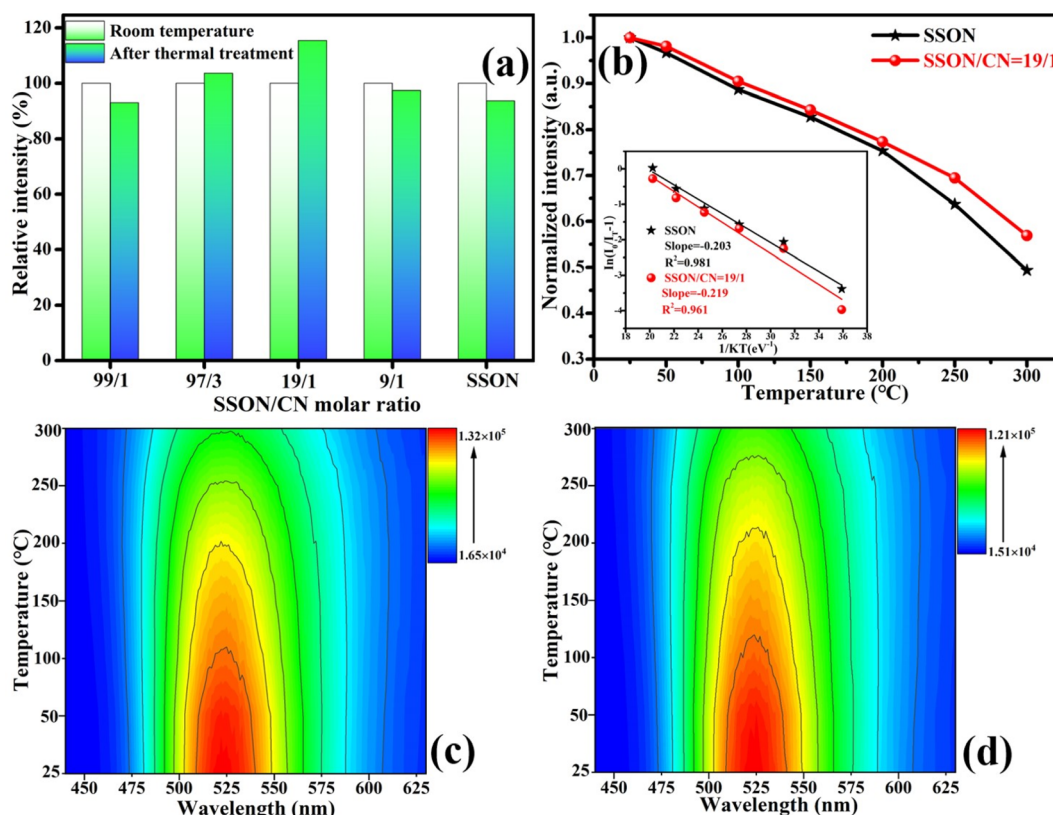 120
100
80
60
40
20
0
Relative intensity (%)
Room temperature
After thermal treatment
(a)
99/1 97/3 19/1 9/1 SSON
SSON/CN molar ratio
1.0
0.9
0.8
0.7
0.6
0.5
0.4
0.3
Normalized intensity (a.u.)
(b)
SSON
SSON/CN=19/1
0
-1
-2
-3
-4
ln(I₀/I_T-1)
SSON
Slope=-0.203
R²=0.981
SSON/CN=19/1
Slope=-0.219
R²=0.961
18 20 22 24 26 28 30 32 34 36 38
1/KT(eV⁻¹)
0 50 100 150 200 250 300
Temperature (℃)
300
250
200
150
100
50
25
Temperature (℃)
1.32×10⁵
1.65×10⁴
(c)
450 475 500 525 550 575 600 625
Wavelength (nm)
300
250
200
150
100
50
25
Temperature (℃)
1.21×10⁵
1.51×10⁴
(d)
450 475 500 525 550 575 600 625
Wavelength (nm)